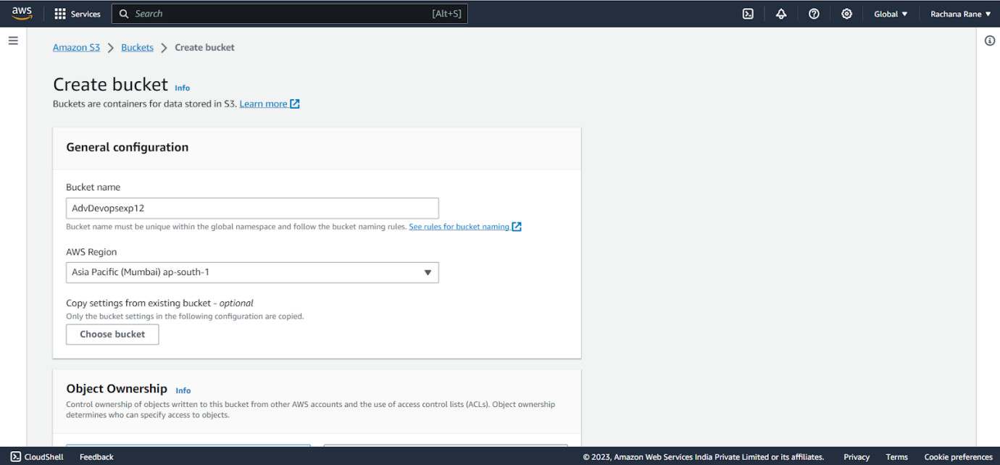 aws Services Search [Alt+S] Global ▼ Rachana Rane ▼
Amazon S3 > Buckets > Create bucket
Create bucket Info
Buckets are containers for data stored in S3. Learn more
General configuration
Bucket name
AdvDevopsexp12
Bucket name must be unique within the global namespace and follow the bucket naming rules. See rules for bucket naming
AWS Region
Asia Pacific (Mumbai) ap-south-1
Copy settings from existing bucket - optional
Only the bucket settings in the following configuration are copied.
Choose bucket
Object Ownership Info
Control ownership of objects written to this bucket from other AWS accounts and the use of access control lists (ACLs). Object ownership
determines who can specify access to objects.
CloudShell Feedback © 2023, Amazon Web Services India Private Limited or its affiliates. Privacy Terms Cookie preferences